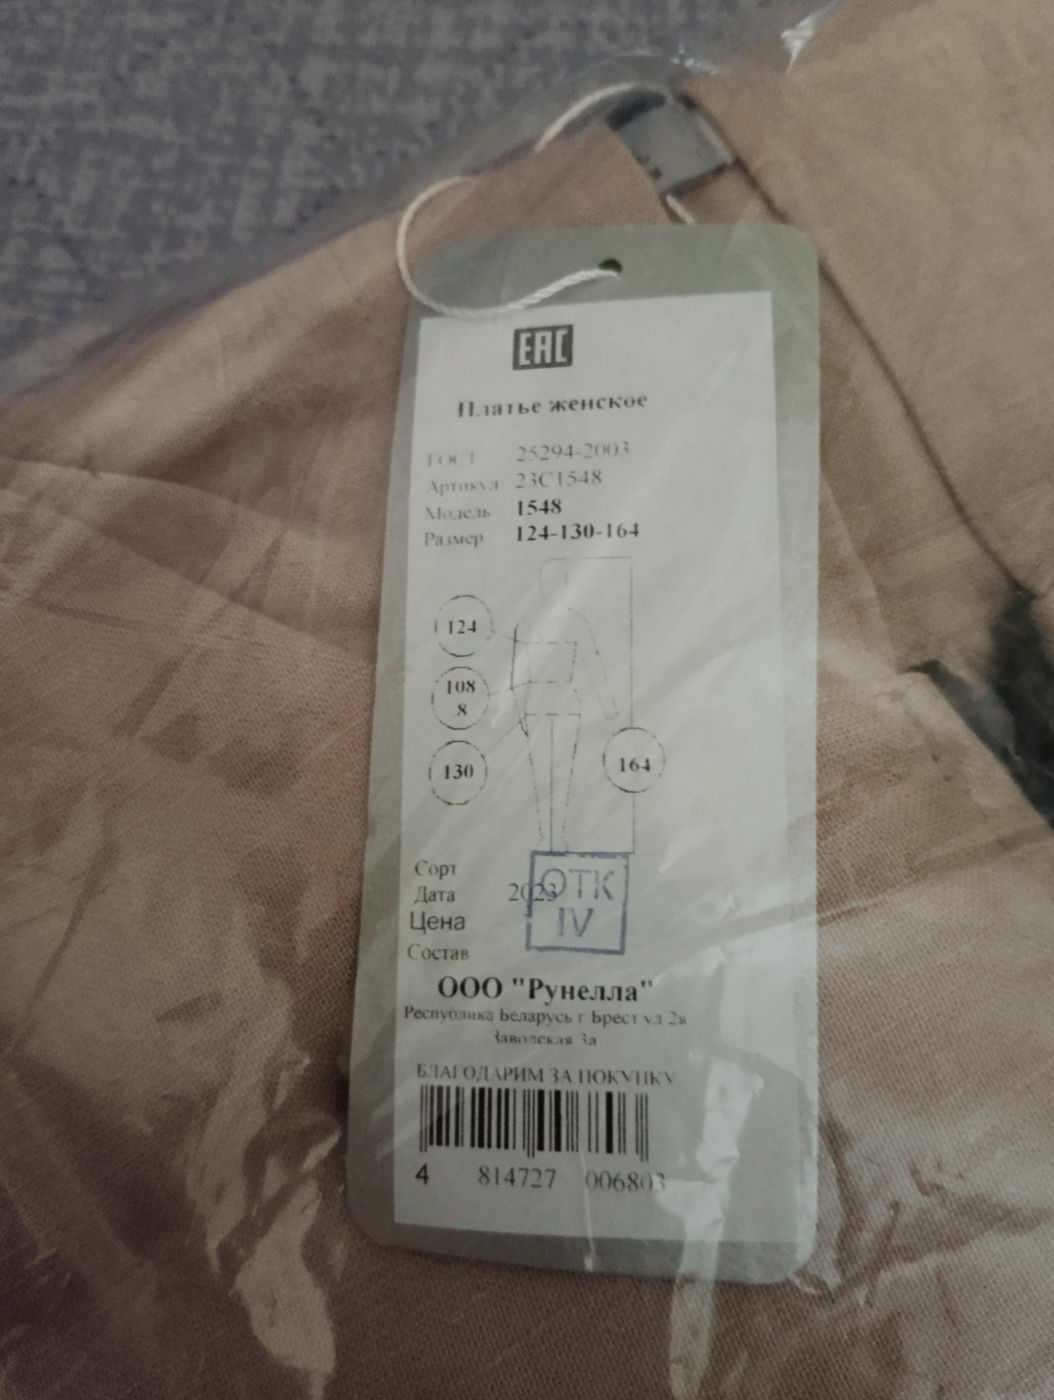 EAC
Платье женское
ГОСТ 25294-2003
Артикул 23С1548
Модель 1548
Размер 124-130-164
124
108
.8
130
164
Сорт
Дата 2023
ОТК
IV
Цена
Состав
ООО "Рунелла"
Республика Беларусь г Брест ул 2я
Заводская 3а
БЛАГОДАРИМ ЗА ПОКУПКУ
4 814727 006803